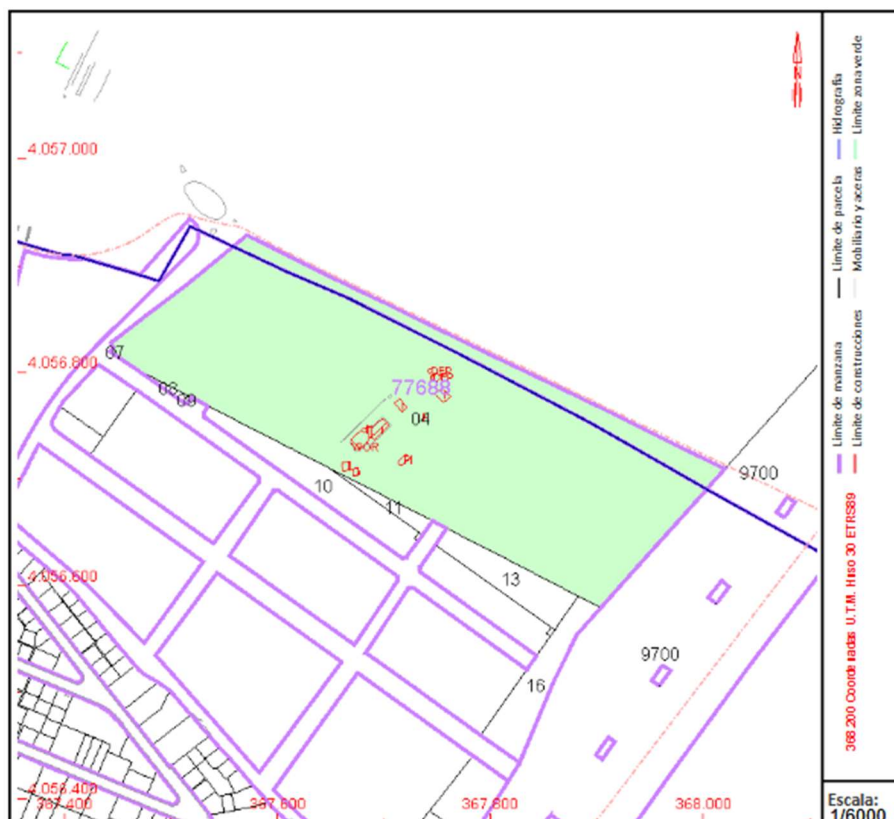 4.057.000
4.056.800
07
08
09
77688
04
10
11
9700
4.056.600
13
9700
16
4.056.400
367.400
367.600
367.800
368.000
Hidrografía
Límite zona verde
Límite de parcela
Mobiliario y aceras
Límite de manzana
Límite de construcciones
368.200 Coordenadas U.T.M. Huso 30 ETRS89
Escala:
1/6000